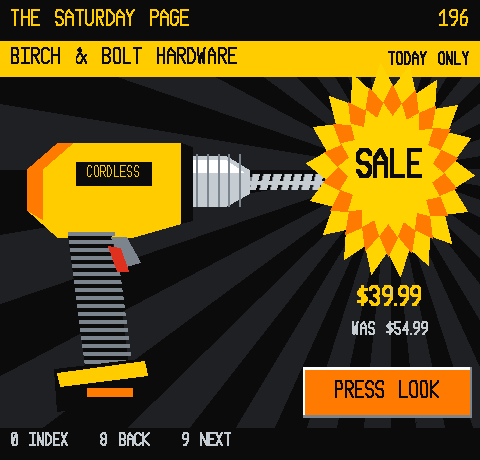 THE SATURDAY PAGE 196
BIRCH & BOLT HARDWARE TODAY ONLY
CORDLESS
SALE
$39.99
WAS $54.99
PRESS LOOK
0 INDEX 8 BACK 9 NEXT